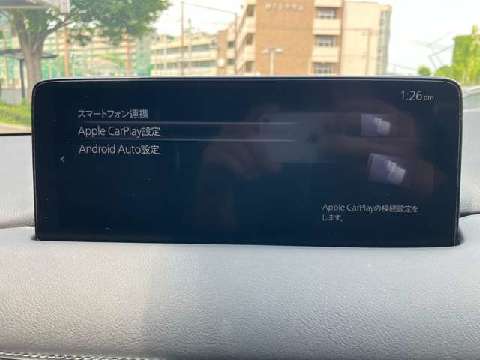 1:26pm
スマートフォン連携
Apple CarPlay設定
Android Auto設定
Apple CarPlayの接続設定を
します。